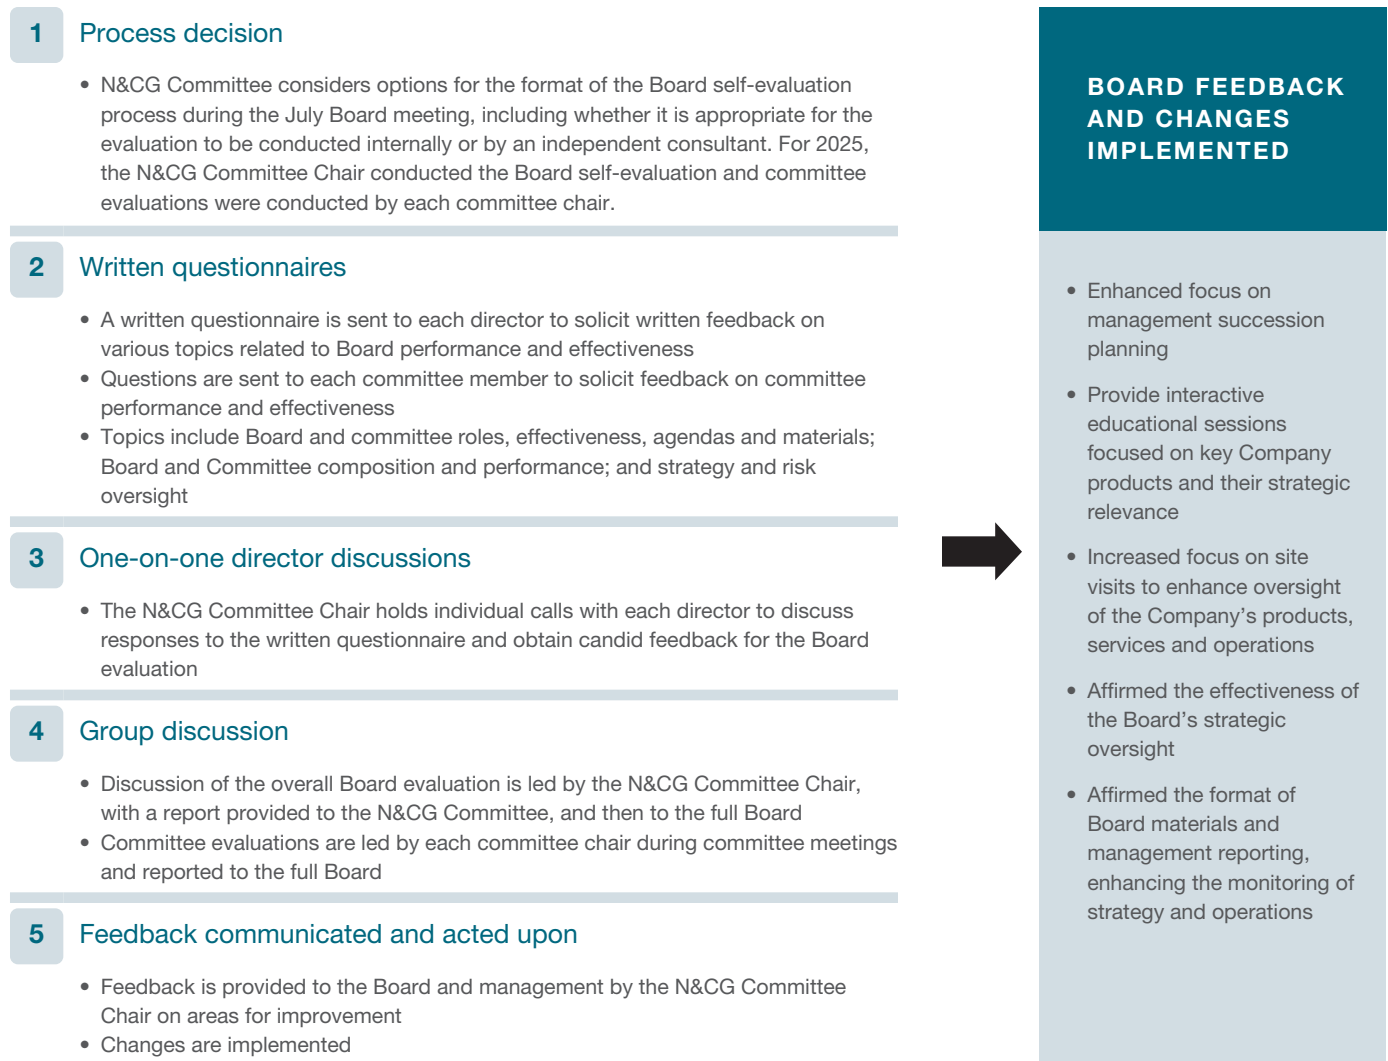 1 Process decision
• N&CG Committee considers options for the format of the Board self-evaluation
process during the July Board meeting, including whether it is appropriate for the
evaluation to be conducted internally or by an independent consultant. For 2025,
the N&CG Committee Chair conducted the Board self-evaluation and committee
evaluations were conducted by each committee chair.
2 Written questionnaires
• A written questionnaire is sent to each director to solicit written feedback on
various topics related to Board performance and effectiveness
• Questions are sent to each committee member to solicit feedback on committee
performance and effectiveness
• Topics include Board and committee roles, effectiveness, agendas and materials;
Board and Committee composition and performance; and strategy and risk
oversight
3 One-on-one director discussions
• The N&CG Committee Chair holds individual calls with each director to discuss
responses to the written questionnaire and obtain candid feedback for the Board
evaluation
4 Group discussion
• Discussion of the overall Board evaluation is led by the N&CG Committee Chair,
with a report provided to the N&CG Committee, and then to the full Board
• Committee evaluations are led by each committee chair during committee meetings
and reported to the full Board
5 Feedback communicated and acted upon
• Feedback is provided to the Board and management by the N&CG Committee
Chair on areas for improvement
• Changes are implemented
BOARD FEEDBACK
AND CHANGES
IMPLEMENTED
• Enhanced focus on
management succession
planning
• Provide interactive
educational sessions
focused on key Company
products and their strategic
relevance
• Increased focus on site
visits to enhance oversight
of the Company’s products,
services and operations
• Affirmed the effectiveness of
the Board’s strategic
oversight
• Affirmed the format of
Board materials and
management reporting,
enhancing the monitoring of
strategy and operations